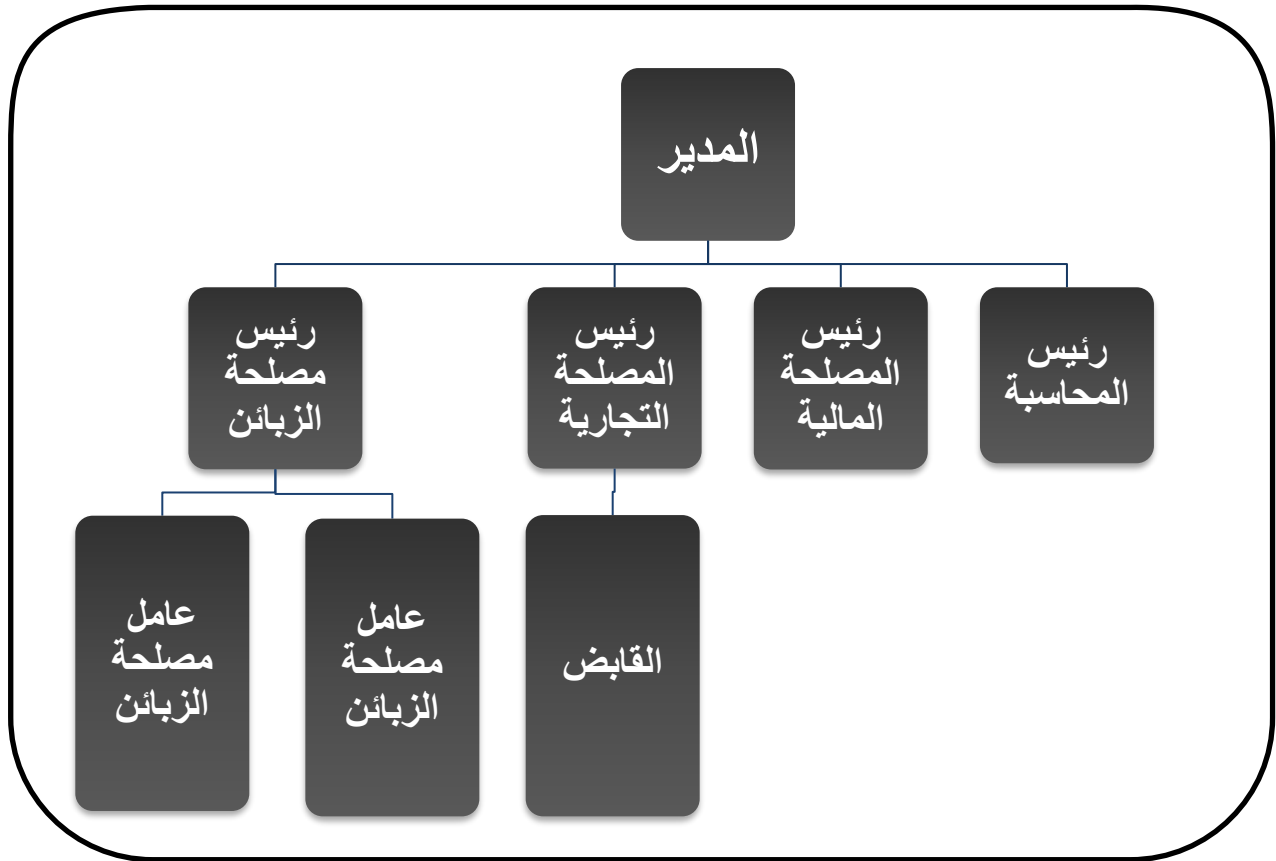 المدير
رئيس
المحاسبة
رئيس
المصلحة
المالية
رئيس
المصلحة
التجارية
رئيس
مصلحة
الزبائن
القابض
عامل
مصلحة
الزبائن
عامل
مصلحة
الزبائن